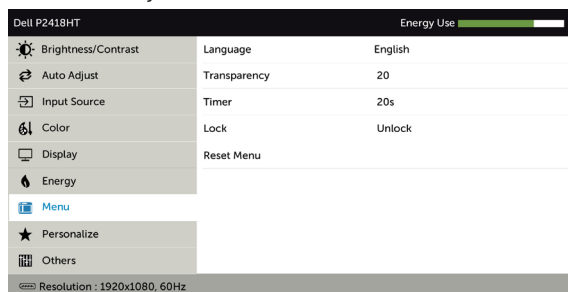 Dell P2418HT Energy Use
Brightness/Contrast Language English
Auto Adjust Transparency 20
Input Source Timer 20s
Color Lock Unlock
Display Reset Menu
Energy
Menu
Personalize
Others
Resolution : 1920x1080, 60Hz